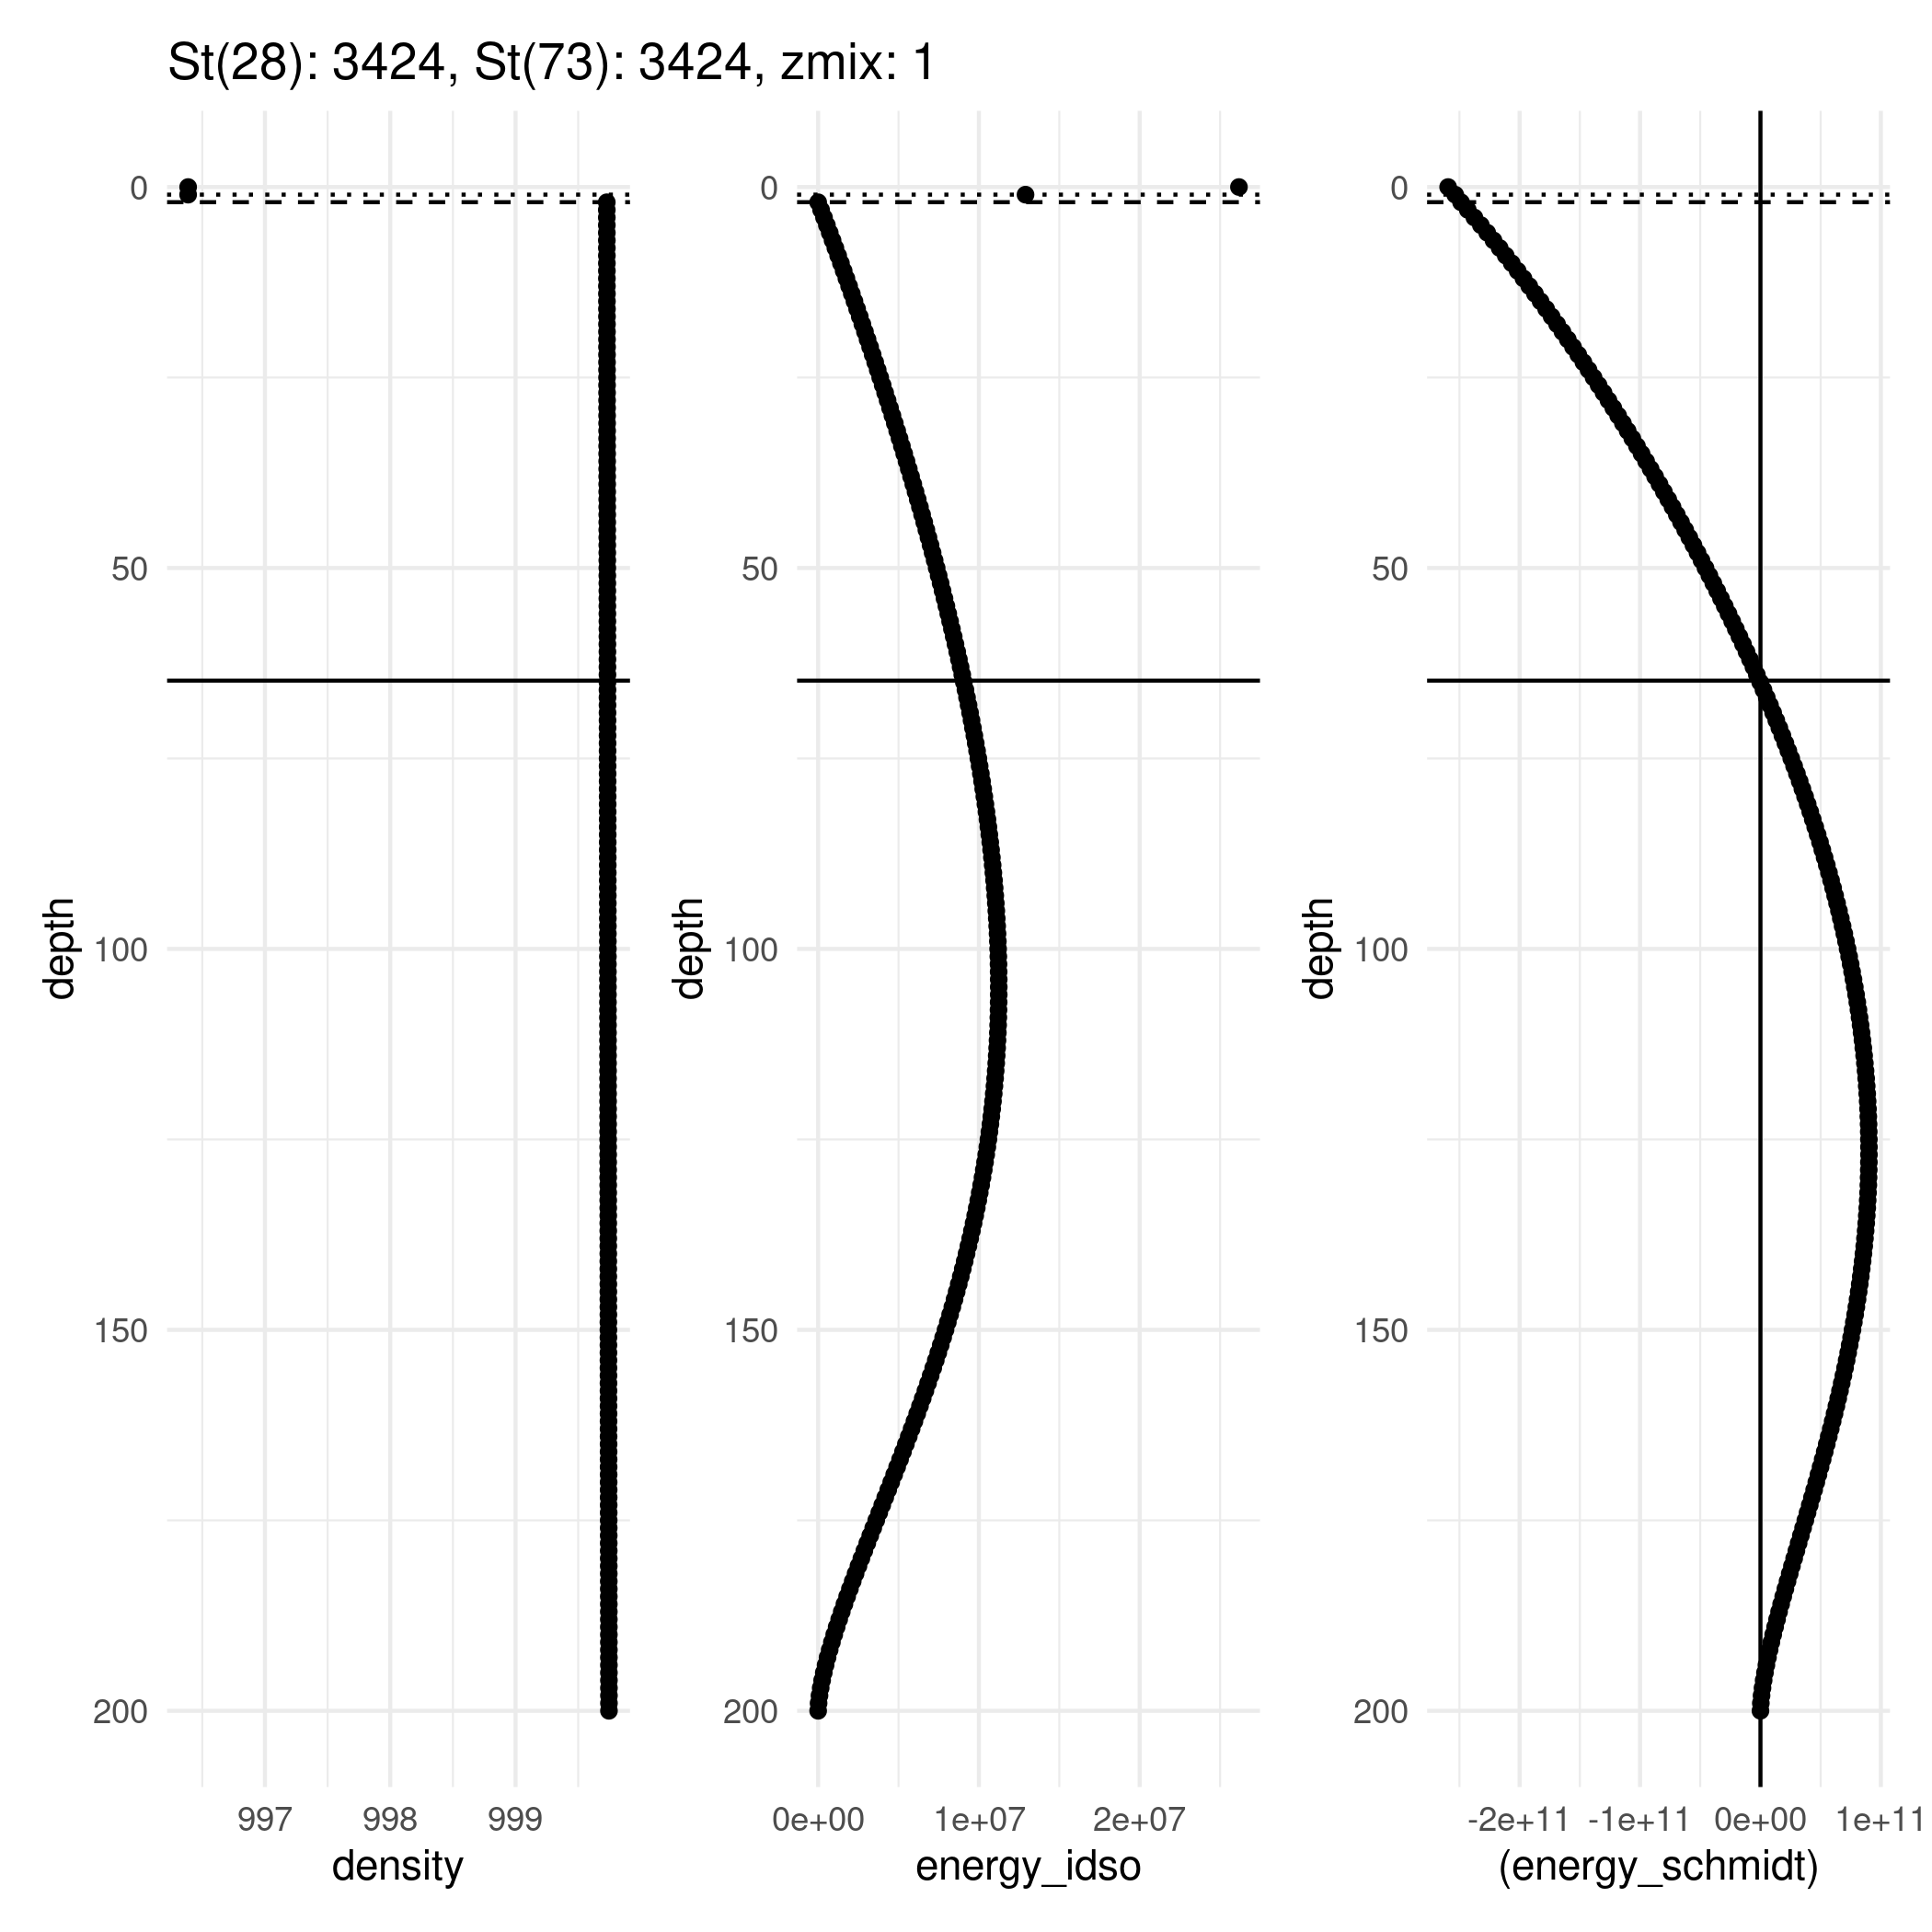 St(28): 3424, St(73): 3424, zmix: 1
0
50
100
150
200
depth
997
998
999
density
0
50
100
150
200
depth
0e+00
1e+07
2e+07
energy_idso
0
50
100
150
200
depth
-2e+11
-1e+11
0e+00
1e+11
(energy_schmidt)